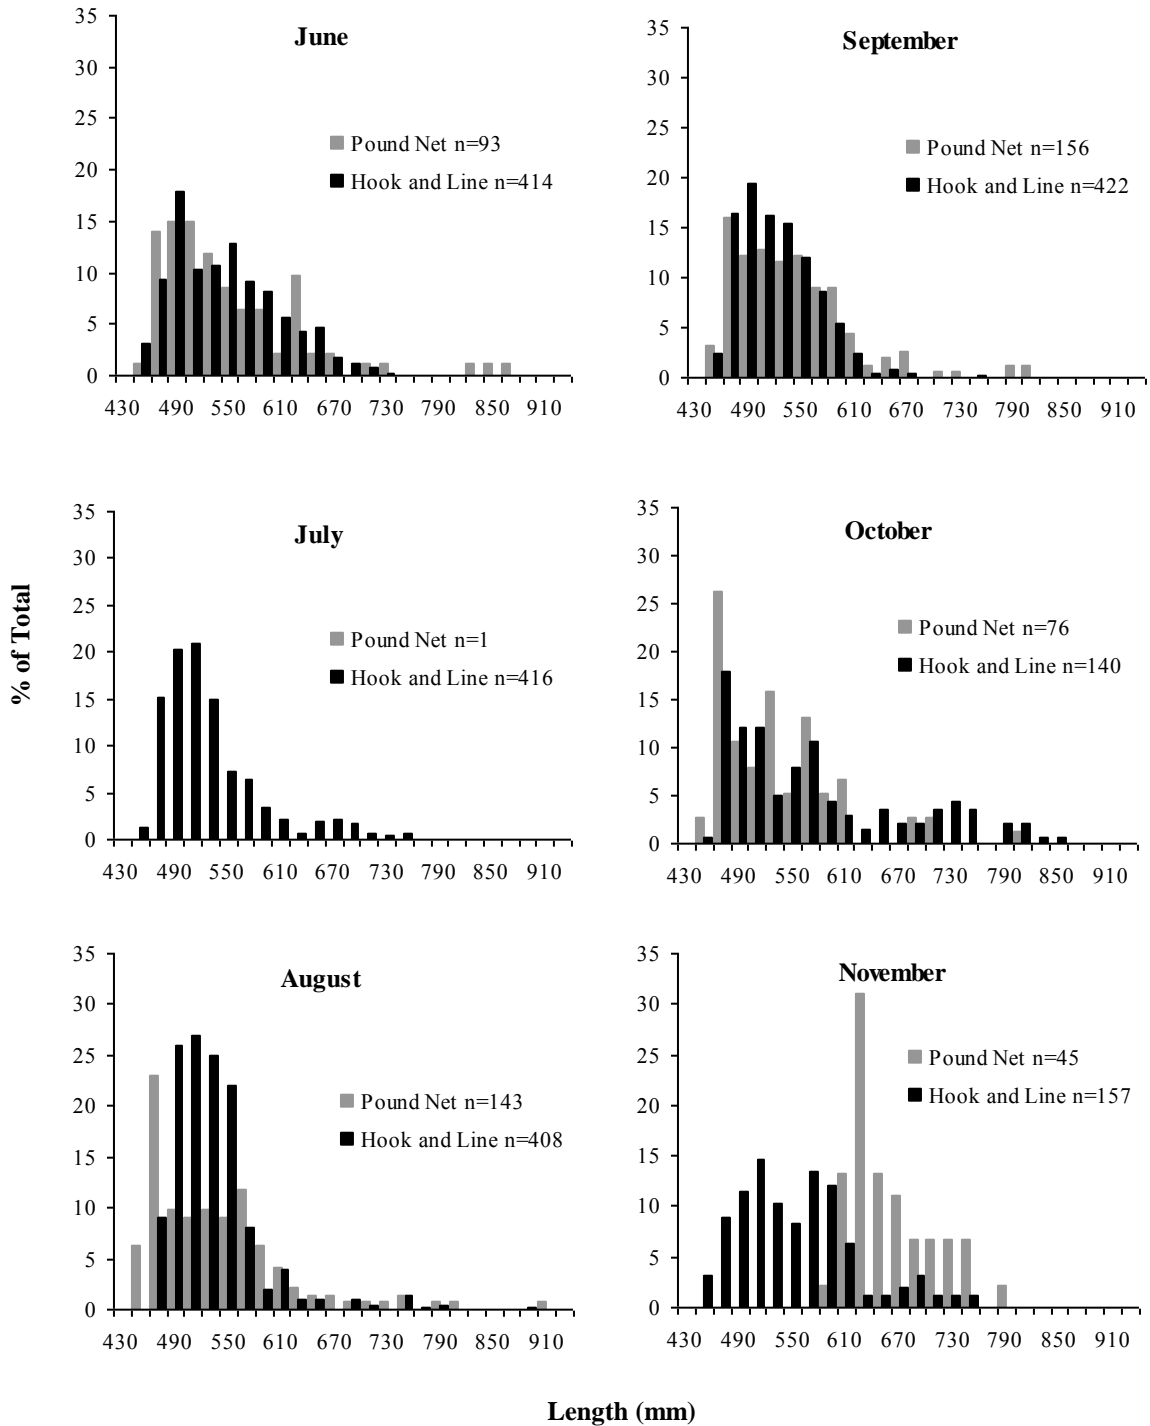 June
35
30
25
20
15
10
5
0
Pound Net n=93
Hook and Line n=414
430 490 550 610 670 730 790 850 910
September
35
30
25
20
15
10
5
0
Pound Net n=156
Hook and Line n=422
430 490 550 610 670 730 790 850 910
% of Total
July
35
30
25
20
15
10
5
0
Pound Net n=1
Hook and Line n=416
430 490 550 610 670 730 790 850 910
October
35
30
25
20
15
10
5
0
Pound Net n=76
Hook and Line n=140
430 490 550 610 670 730 790 850 910
August
35
30
25
20
15
10
5
0
Pound Net n=143
Hook and Line n=408
430 490 550 610 670 730 790 850 910
November
35
30
25
20
15
10
5
0
Pound Net n=45
Hook and Line n=157
430 490 550 610 670 730 790 850 910
Length (mm)